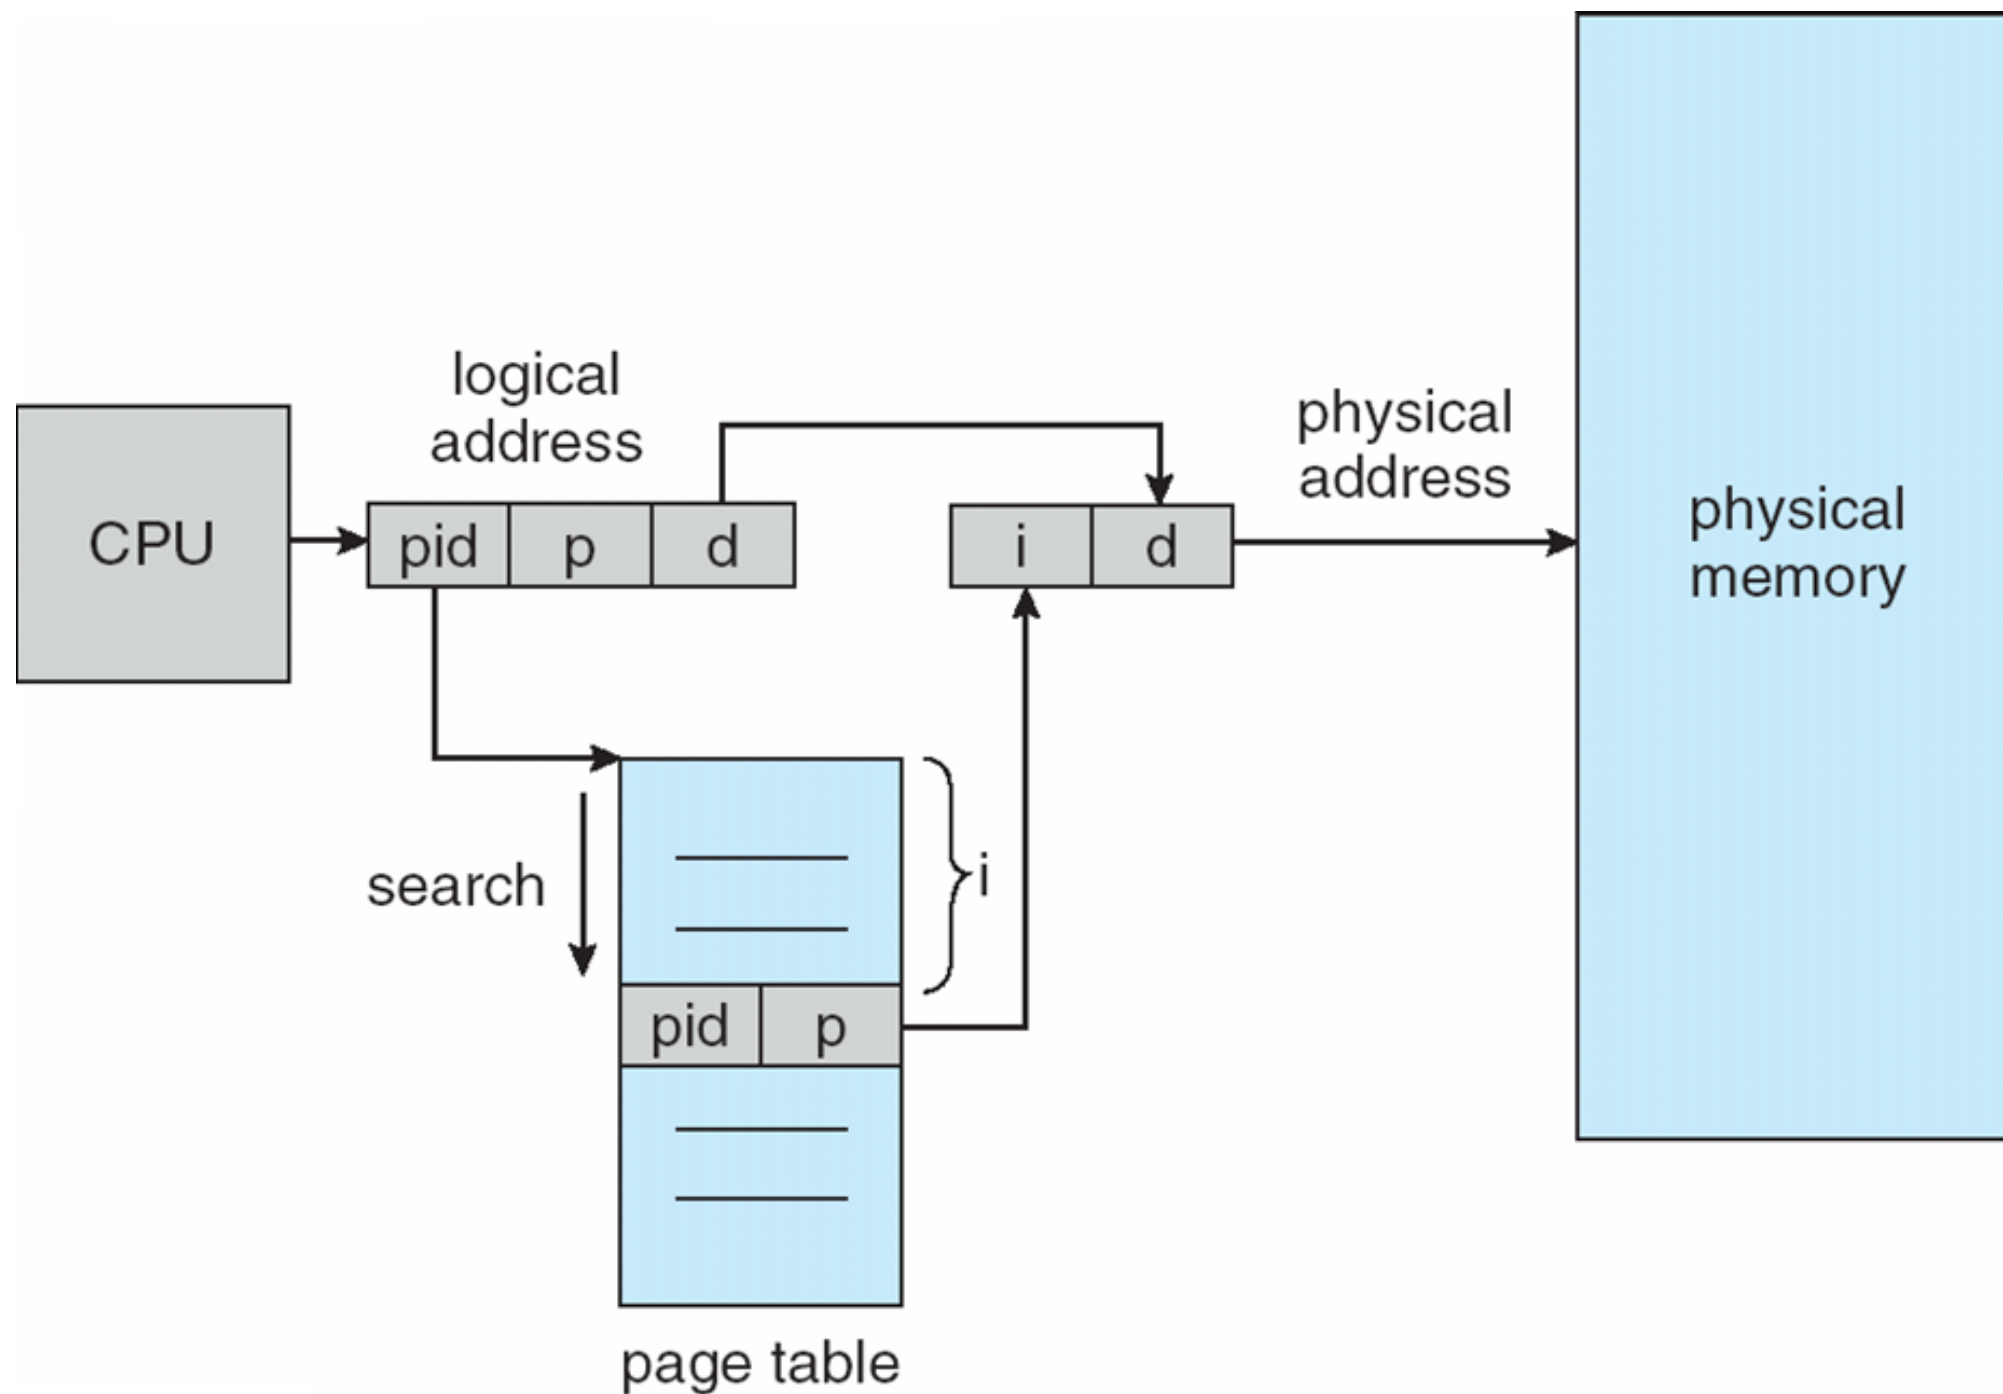 logical
address
physical
address
CPU
pid
p
d
i
d
physical
memory
search
i
pid
p
page table